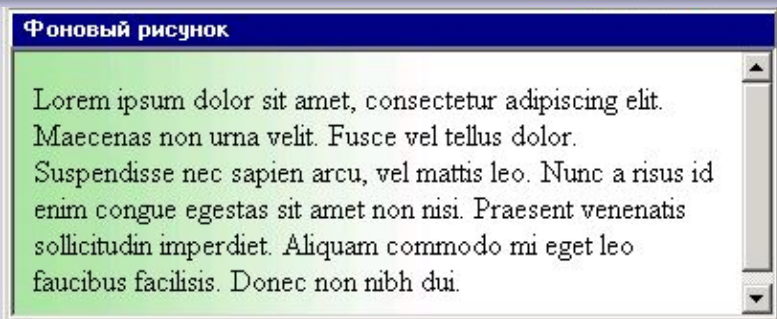 Фоновый рисунок
Lorem ipsum dolor sit amet, consectetur adipiscing elit.
Maecenas non urna velit. Fusce vel tellus dolor.
Suspendisse nec sapien arcu, vel mattis leo. Nunc a risus id
enim congue egestas sit amet non nisi. Praesent venenatis
sollicitudin imperdiet. Aliquam commodo mi eget leo
faucibus facilisis. Donec non nibh dui.